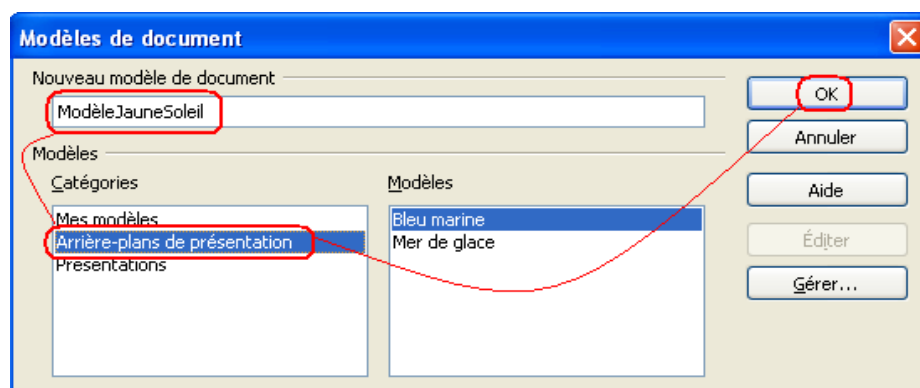 Modèles de document
Nouveau modèle de document
ModèleJauneSoleil
OK
Annuler
Modèles
Catégories
Modèles
Aide
Mes modèles
Bleu marine
Arrière-plans de présentation
Mer de glace
Éditer
Présentations
Gérer...